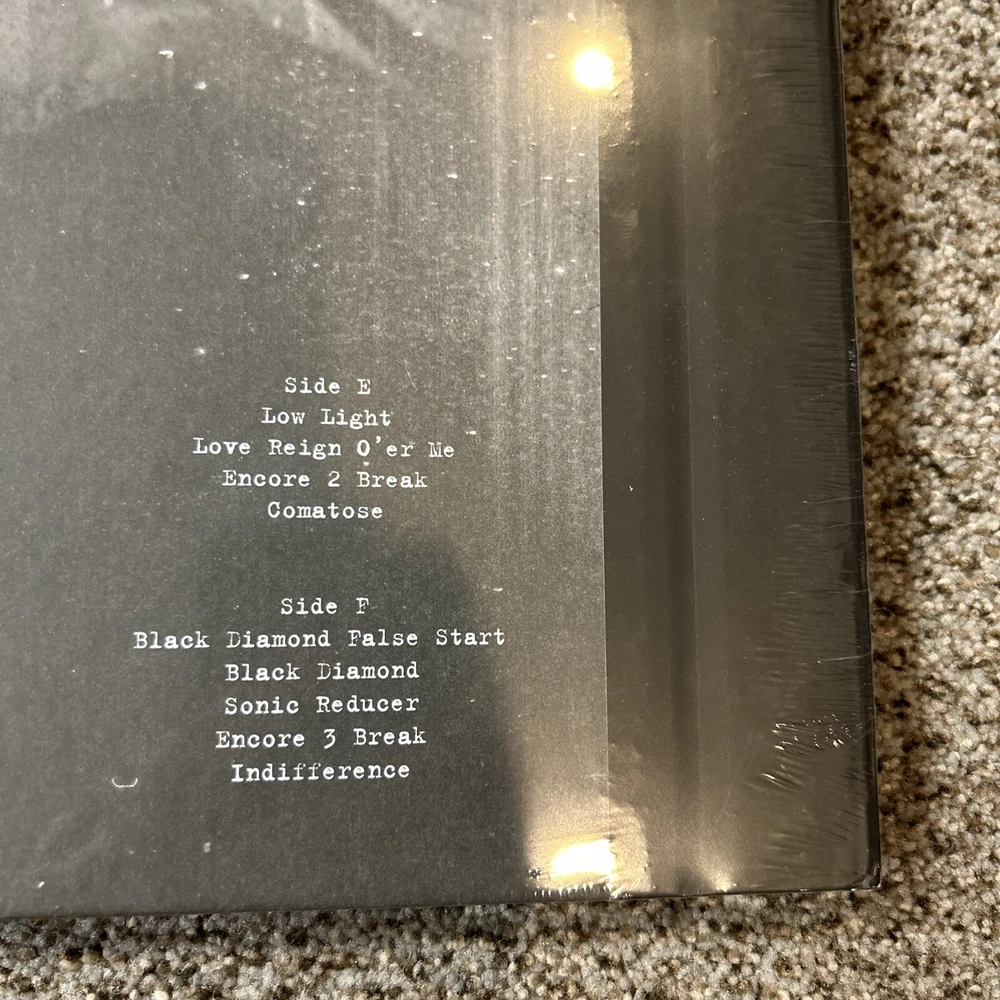 Side E
Low Light
Love Reign O'er Me
Encore 2 Break
Comatose
Side F
Black Diamond False Start
Black Diamond
Sonic Reducer
Encore 3 Break
Indifference